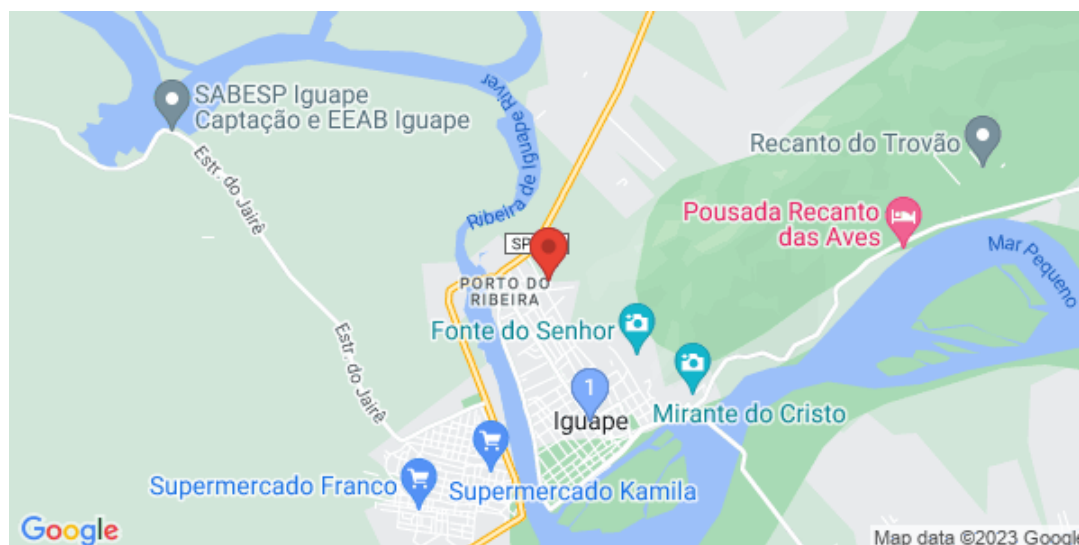 SABESP Iguape
Captação e EEAB Iguape
Ribeira de Iguape River
Recanto do Trovão
Estr. do Jairê
Pousada Recanto
das Aves
Mar Pequeno
SP
PORTO DO
RIBEIRA
Fonte do Senhor
Estr. do Jairê
1
Iguape
Mirante do Cristo
Supermercado Franco
Supermercado Kamila
Google
Map data ©2023 Google